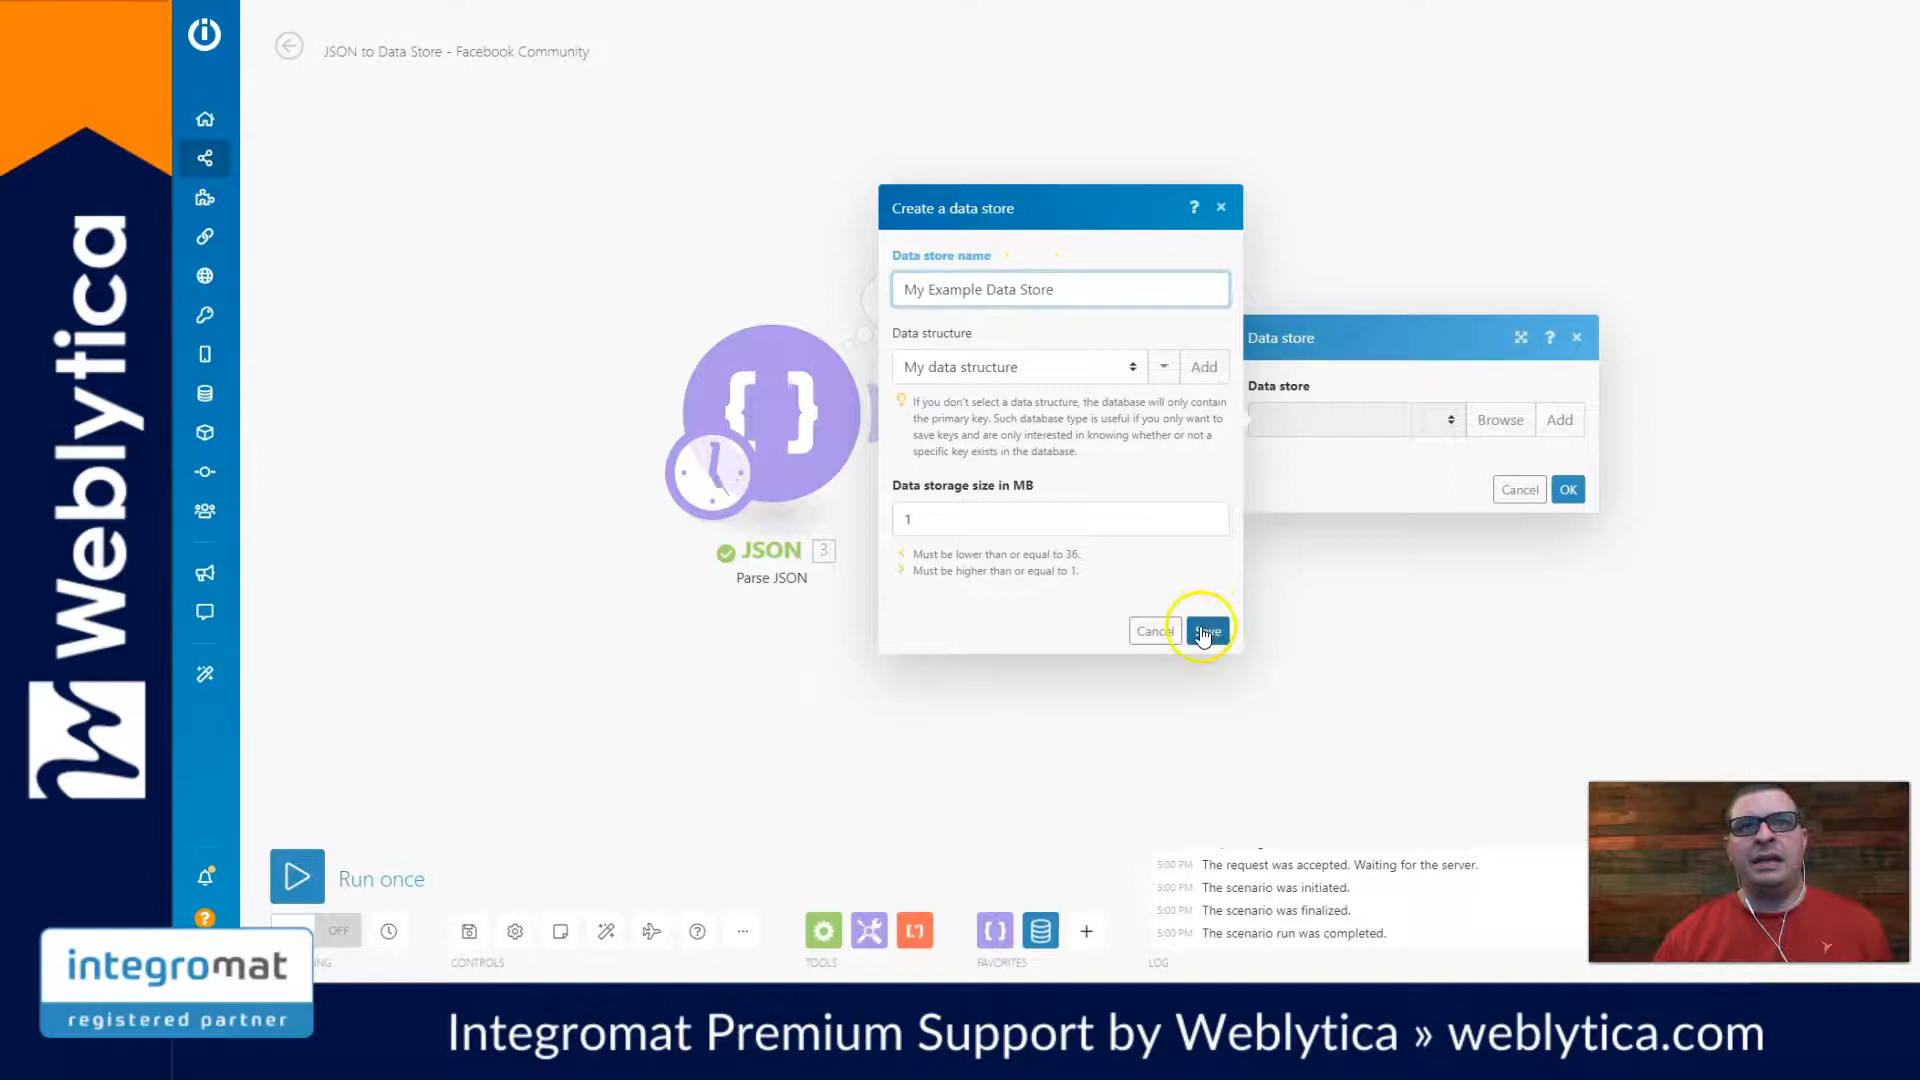 Weblytica
JSON to Data Store - Facebook Community
Create a data store
?
Data store name
My Example Data Store
Data structure
My data structure
Add
If you don't select a data structure, the database will only contain
the primary key. Such database type is useful if you only want to
save keys and are only interested in knowing whether or not a
specific key exists in the database.
Data storage size in MB
1
Must be lower than or equal to 36.
Must be higher than or equal to 1.
Cancel
Save
Data store
?
Data store
Browse
Add
Cancel
OK
JSON 3
Parse JSON
Run once
OFF
CONTROLS
TOOLS
FAVORITES
LOG
5:00 PM The request was accepted. Waiting for the server.
5:00 PM The scenario was initiated.
5:00 PM The scenario was finalized.
5:00 PM The scenario run was completed.
?
integromat
registered partner
Integromat Premium Support by Weblytica » weblytica.com